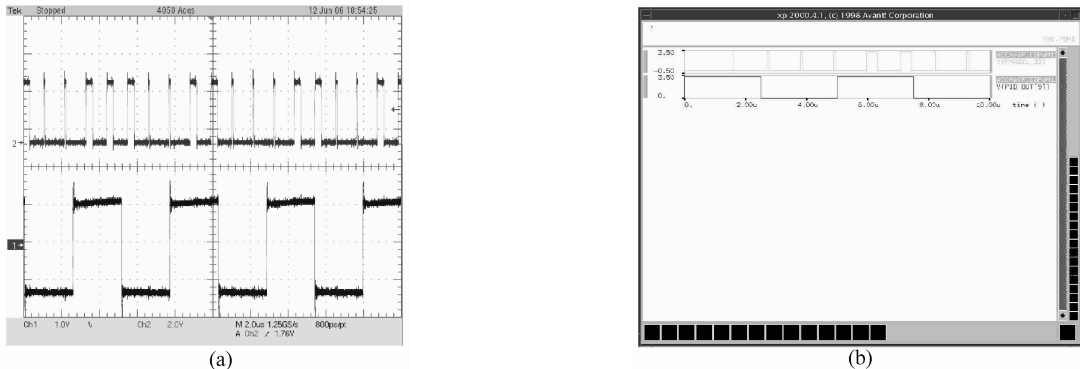 Tek Stopped 4058 Acqs 12 Jun 06 18:54:25
2→
1→
Ch1 1.0V Ch2 2.0V M 2.0us 1.25GS/s 800ps/pt
A Ch2 1.76V
(a)
xp 2000.4.1, (c) 1998 Avant! Corporation
3.50
-0.50
3.50
0.
0. 2.00u 4.00u 6.00u 8.00u 10.00u time ( )
(b)